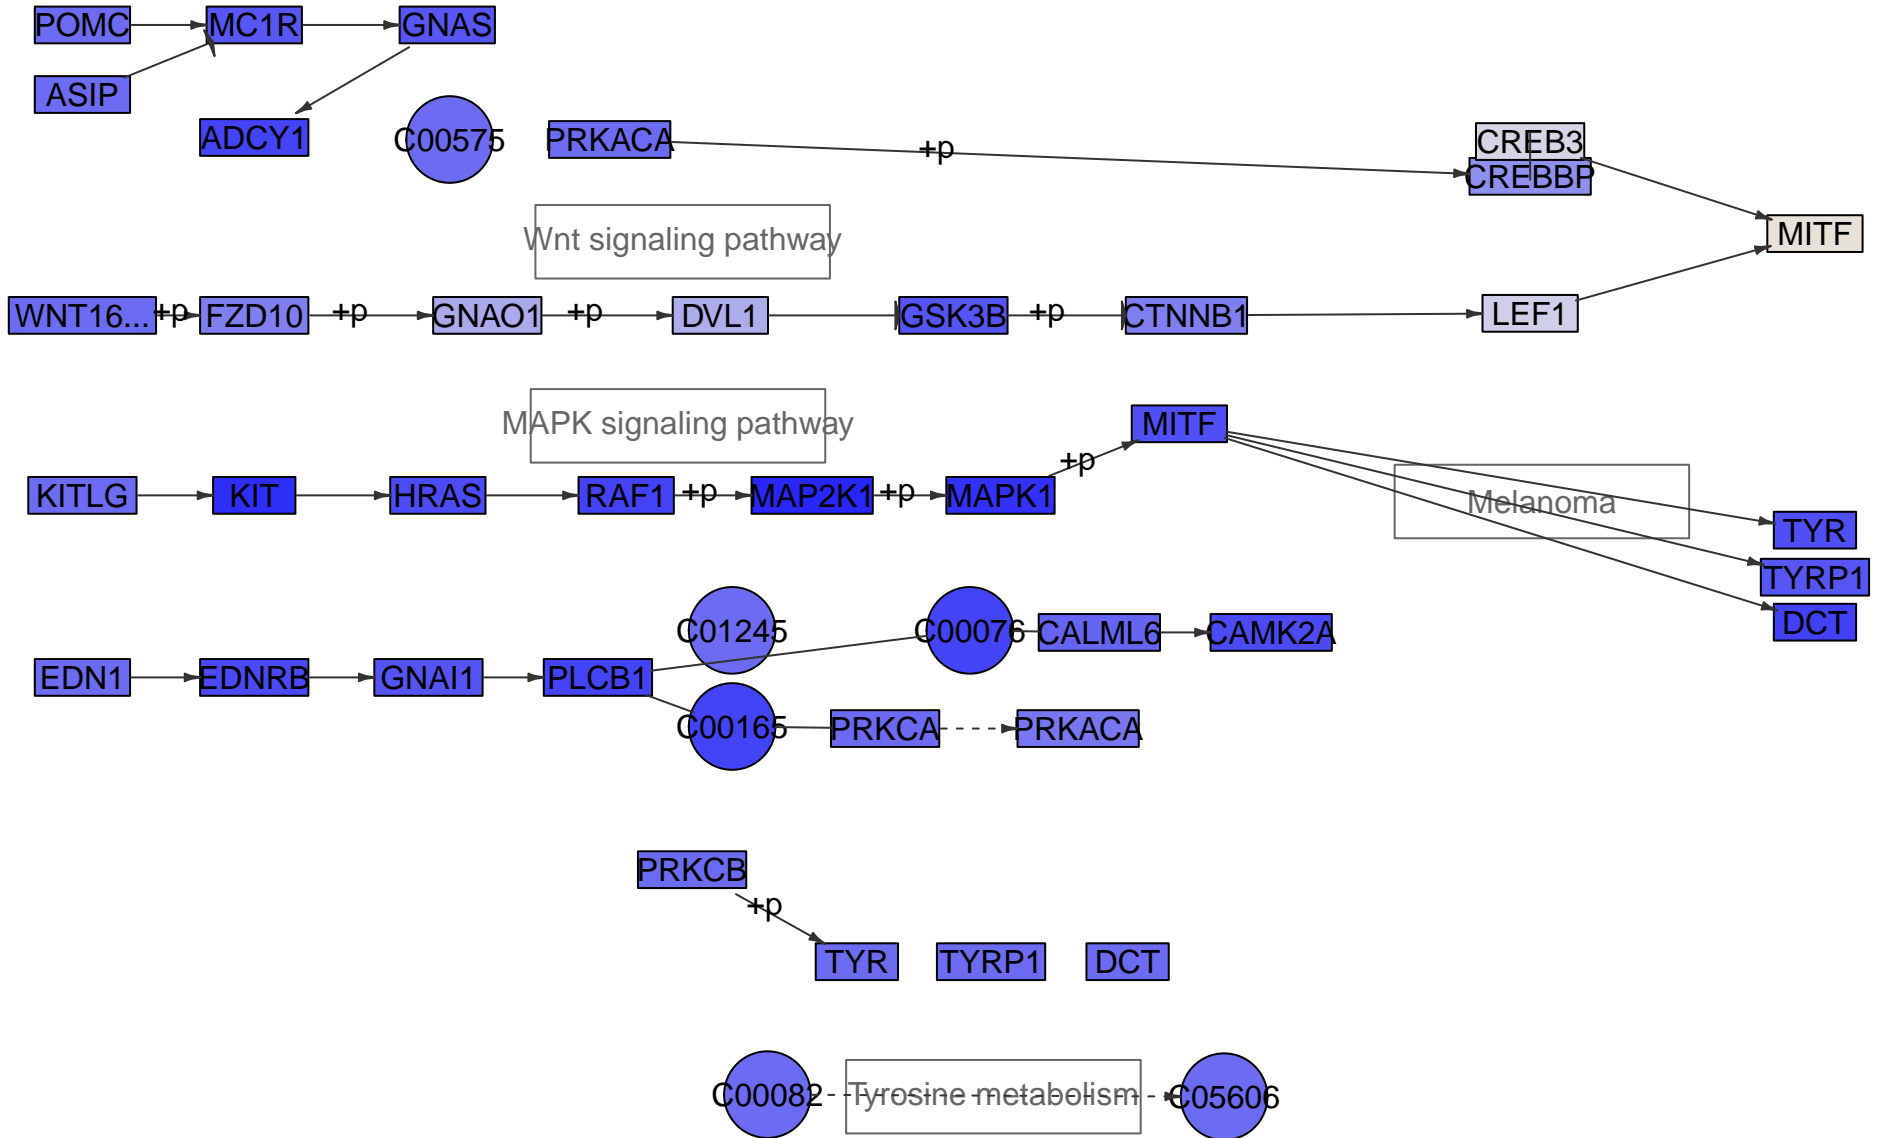 POMC MC1R GNAS
ASIP
ADCY1 C00575 PRKACA +p CREB3
CREBBP
Wnt signaling pathway MITF
WNT16... +p FZD10 +p GNAO1 +p DVL1 GSK3B +p CTNNB1 LEF1
MAPK signaling pathway MITF
+p
KITLG KIT HRAS RAF1 +p MAP2K1 +p MAPK1 Melanoma
TYR
TYRP1
DCT
C01245 C00076 CALML6 CAMK2A
EDN1 EDNRB GNAI1 PLCB1
C00165 PRKCA PRKACA
PRKCB
+p
TYR TYRP1 DCT
C00082 Tyrosine metabolism C05606